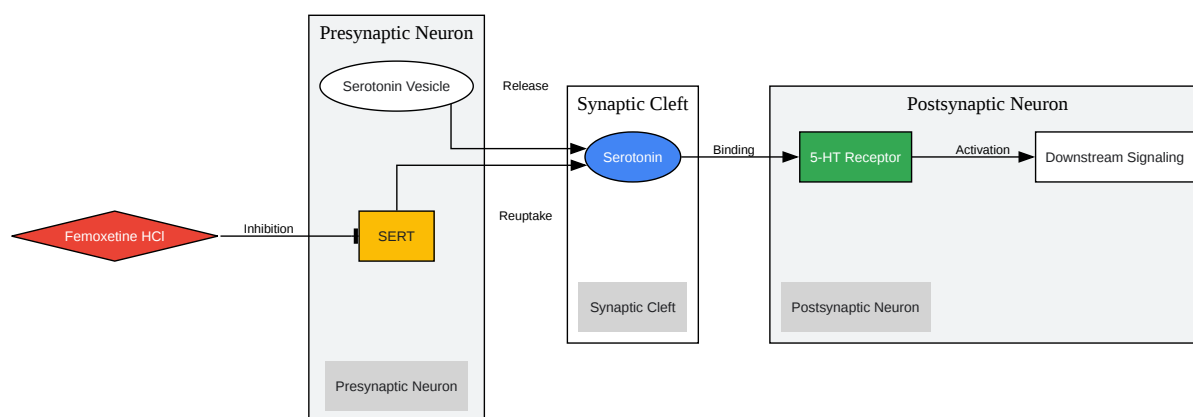 Presynaptic Neuron
Serotonin Vesicle
Release
Synaptic Cleft
Postsynaptic Neuron
Serotonin
Binding
5-HT Receptor
Activation
Downstream Signaling
Reuptake
Femoxetine HCl
Inhibition
SERT
Synaptic Cleft
Postsynaptic Neuron
Presynaptic Neuron